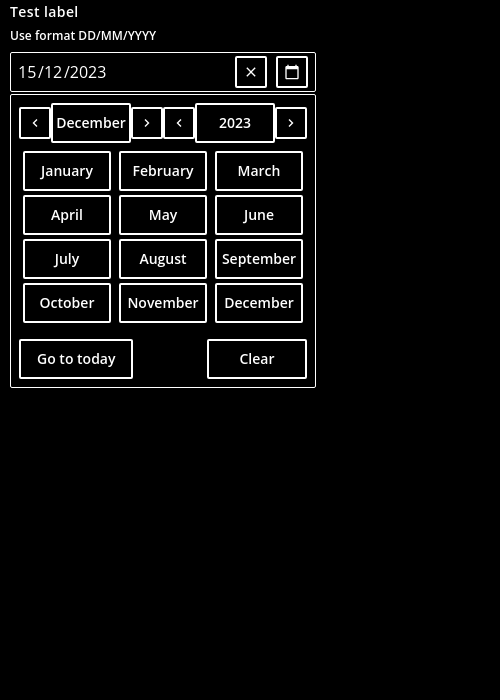 Test label
Use format DD/MM/YYYY
15/12/2023
December 2023
January February March
April May June
July August September
October November December
Go to today Clear